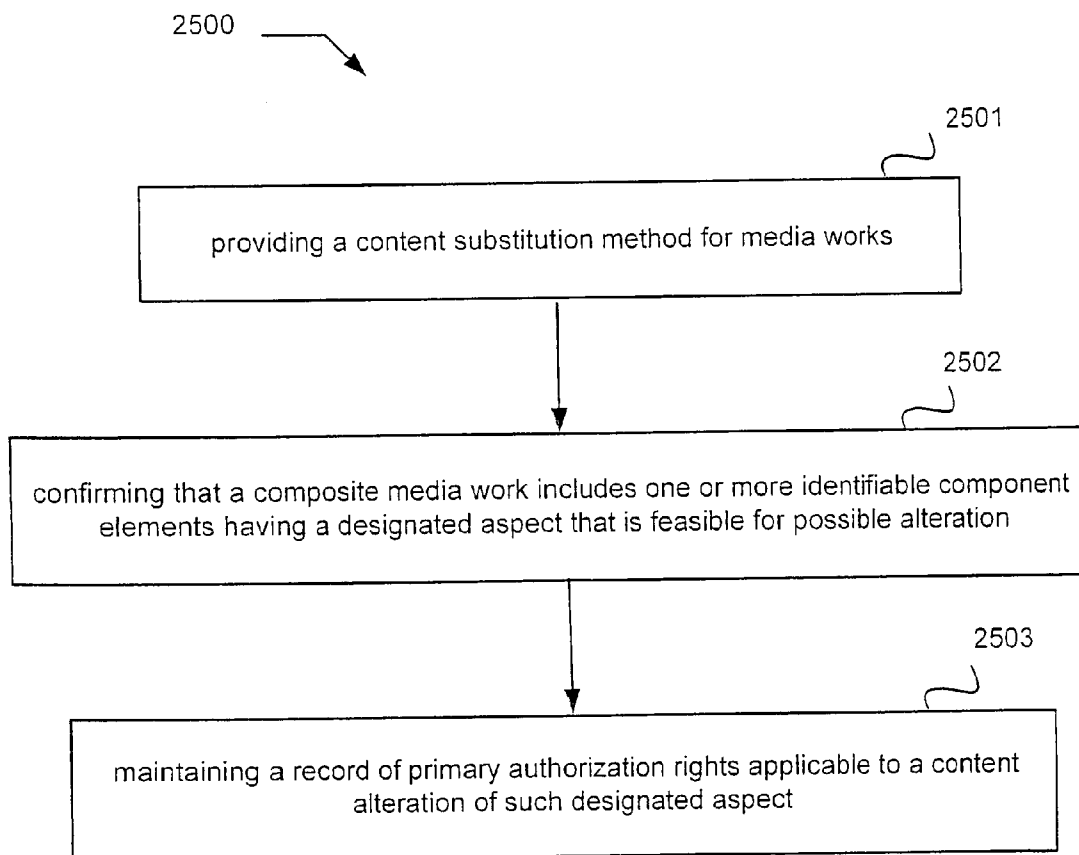 2500
2501
providing a content substitution method for media works
2502
confirming that a composite media work includes one or more identifiable component
elements having a designated aspect that is feasible for possible alteration
2503
maintaining a record of primary authorization rights applicable to a content
alteration of such designated aspect